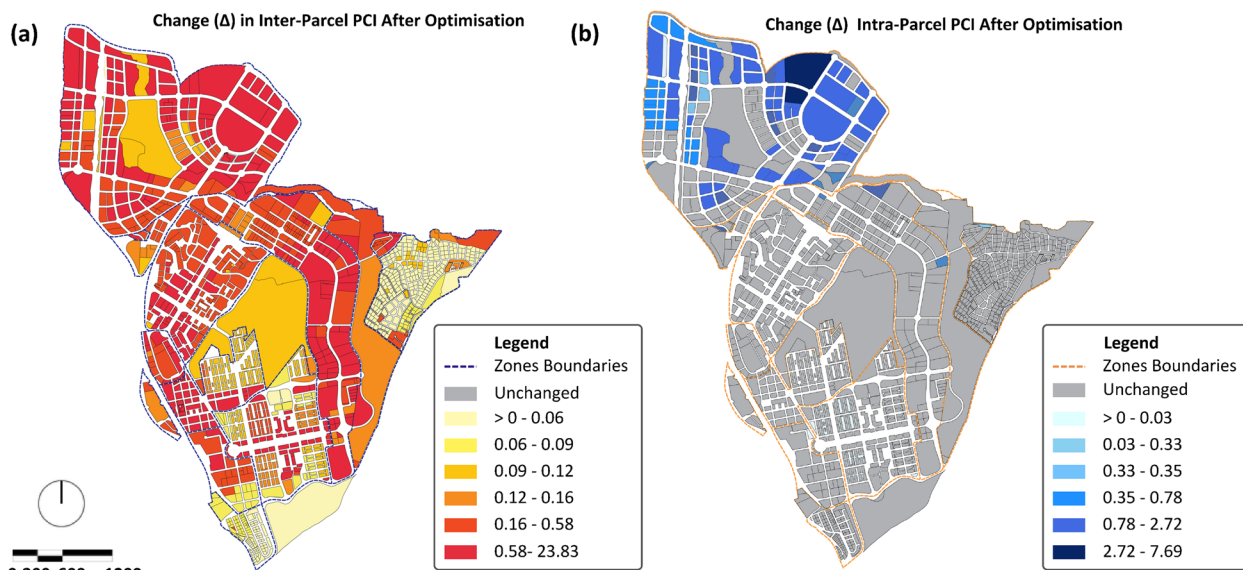 Change (Δ) in Inter-Parcel PCI After Optimisation
(a)
Legend
Zones Boundaries
Unchanged
> 0 - 0.06
0.06 - 0.09
0.09 - 0.12
0.12 - 0.16
0.16 - 0.58
0.58- 23.83
Change (Δ)  Intra-Parcel PCI After Optimisation
(b)
Legend
Zones Boundaries
Unchanged
> 0 - 0.03
0.03 - 0.33
0.33 - 0.35
0.35 - 0.78
0.78 - 2.72
2.72 - 7.69